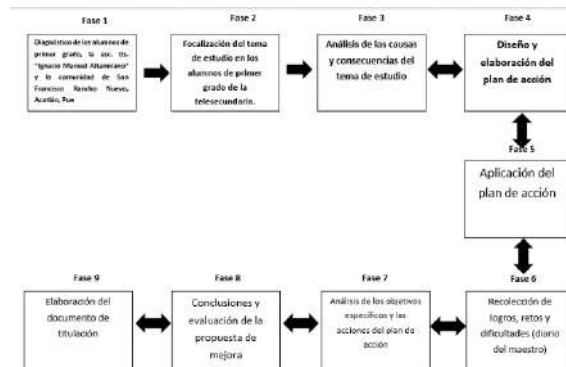 Fase 1
Diagnóstico de los alumnos de
primer grado, la esc. tls.
"Ignacio Manuel Altamirano"
y la comunidad de San
Francisco Rancho Nuevo,
Acatlán, Pue
Fase 2
Focalización del tema
de estudio en los
alumnos de primer
grado de la
telesecundaria.
Fase 3
Análisis de las causas
y consecuencias del
tema de estudio
Fase 4
Diseño y
elaboración del
plan de acción
Fase 5
Aplicación del
plan de acción
Fase 6
Recolección de
logros, retos y
dificultades (diario
del maestro)
Fase 7
Análisis de los objetivos
específicos y las
acciones del plan de
acción
Fase 8
Conclusiones y
evaluación de la
propuesta de
mejora
Fase 9
Elaboración del
documento de
titulación